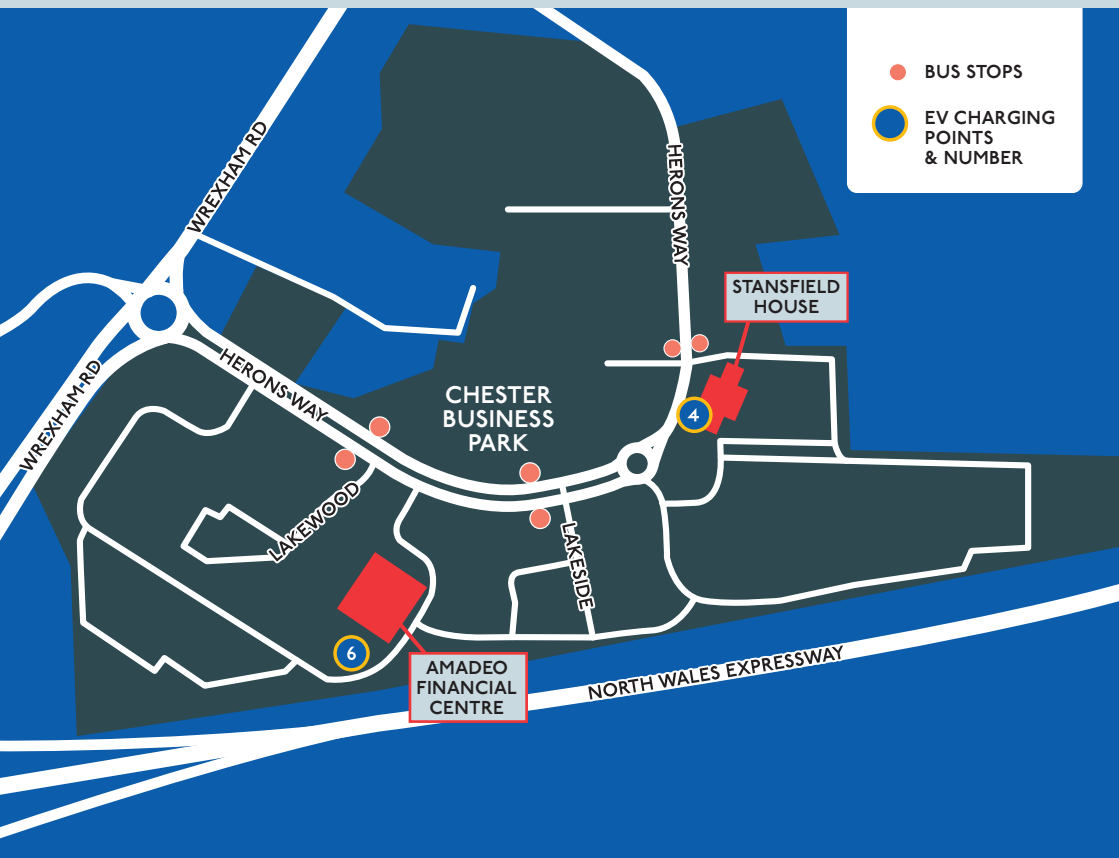 BUS STOPS
EV CHARGING
POINTS
& NUMBER
WREXHAM RD
HERONS WAY
STANSFIELD
HOUSE
WREXHAM RD
HERONS WAY
CHESTER
BUSINESS
PARK
4
LAKEWOOD
LAKESIDE
6
AMADEO
FINANCIAL
CENTRE
NORTH WALES EXPRESSWAY